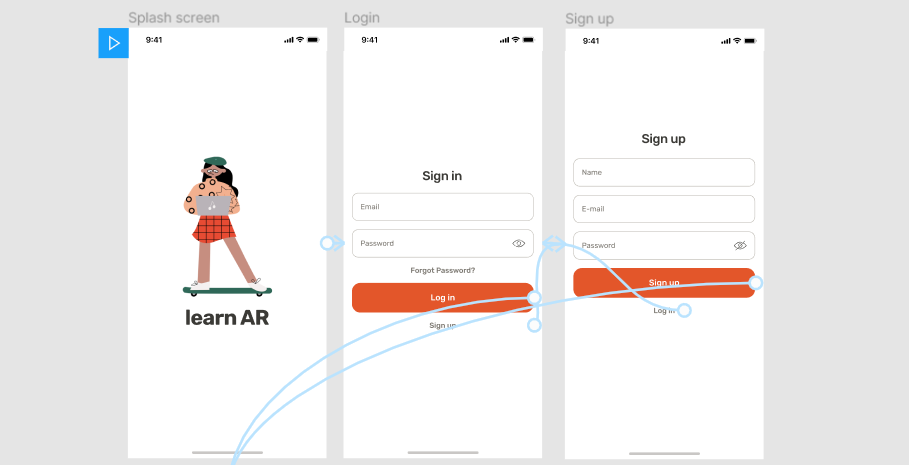 Splash screen
9:41
learn AR
Login
9:41
Sign in
Email
Password
Forgot Password?
Log in
Sign up
Sign up
9:41
Sign up
Name
E-mail
Password
Sign up
Log in